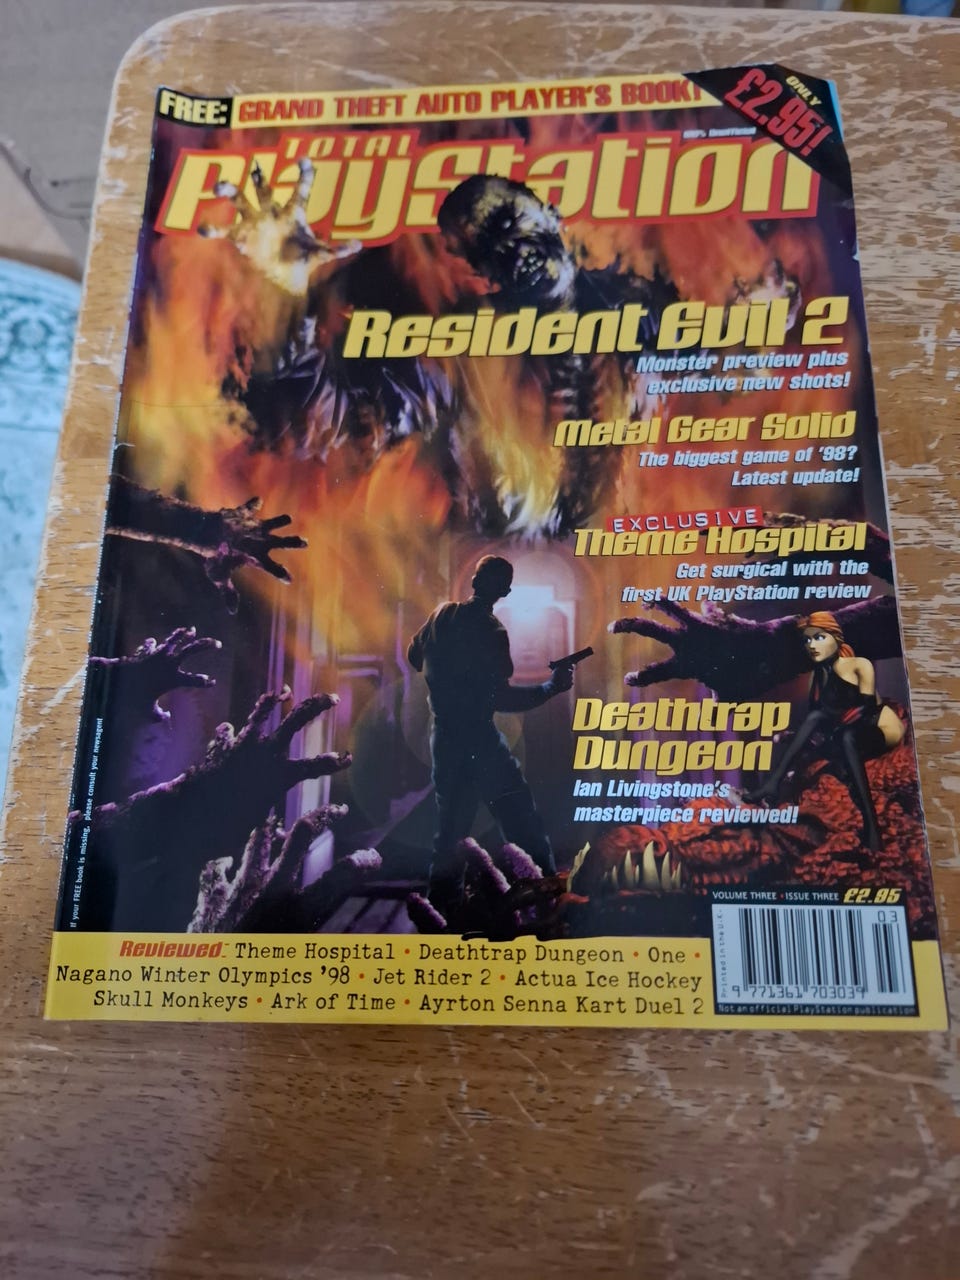 FREE: GRAND THEFT AUTO PLAYER'S BOOK!
ONLY
£2.95!
100% Unofficial
TOTAL
PlayStation
Resident Evil 2
Monster preview plus
exclusive new shots!
Metal Gear Solid
The biggest game of '98?
Latest update!
EXCLUSIVE
Theme Hospital
Get surgical with the
first UK PlayStation review
Deathtrap
Dungeon
Ian Livingstone's
masterpiece reviewed!
If your FREE book is missing, please consult your newsagent
VOLUME THREE • ISSUE THREE £2.95
Reviewed: Theme Hospital • Deathtrap Dungeon • One •
Nagano Winter Olympics '98 • Jet Rider 2 • Actua Ice Hockey
Skull Monkeys • Ark of Time • Ayrton Senna Kart Duel 2
Printed in the U.K.
03
9 771361 703039
Not an official PlayStation publication